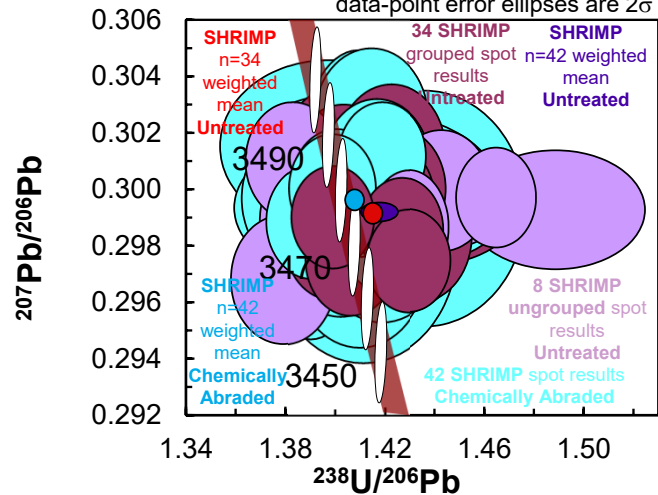 data-point error ellipses are 2σ
0.306
0.304
0.302
0.300
0.298
0.296
0.294
0.292
207Pb/206Pb
SHRIMP
n=34
weighted
mean
Untreated
34 SHRIMP
grouped spot
results
Untreated
SHRIMP
n=42 weighted
mean
Untreated
3490
3470
3450
SHRIMP
n=42
weighted
mean
Chemically
Abraded
8 SHRIMP
ungrouped spot
results
Untreated
42 SHRIMP spot results
Chemically Abraded
1.34
1.38
1.42
1.46
1.50
238U/206Pb